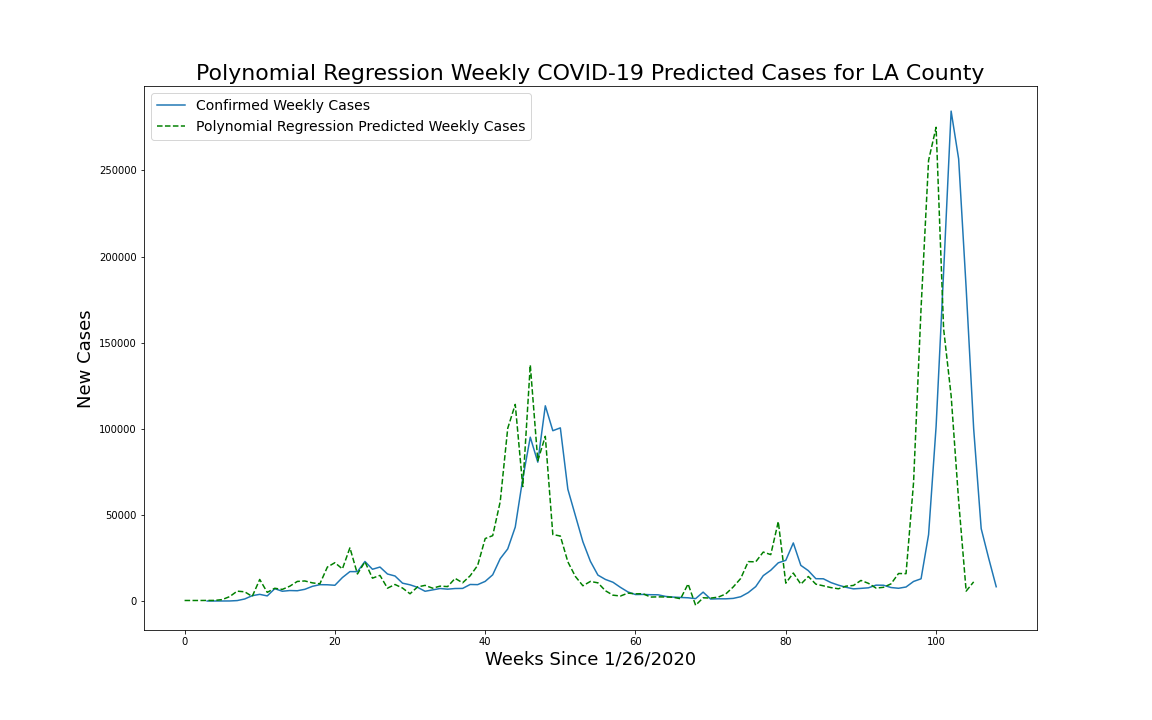 Polynomial Regression Weekly COVID-19 Predicted Cases for LA County
Confirmed Weekly Cases
Polynomial Regression Predicted Weekly Cases
New Cases
250000
200000
150000
100000
50000
0
0 20 40 60 80 100
Weeks Since 1/26/2020